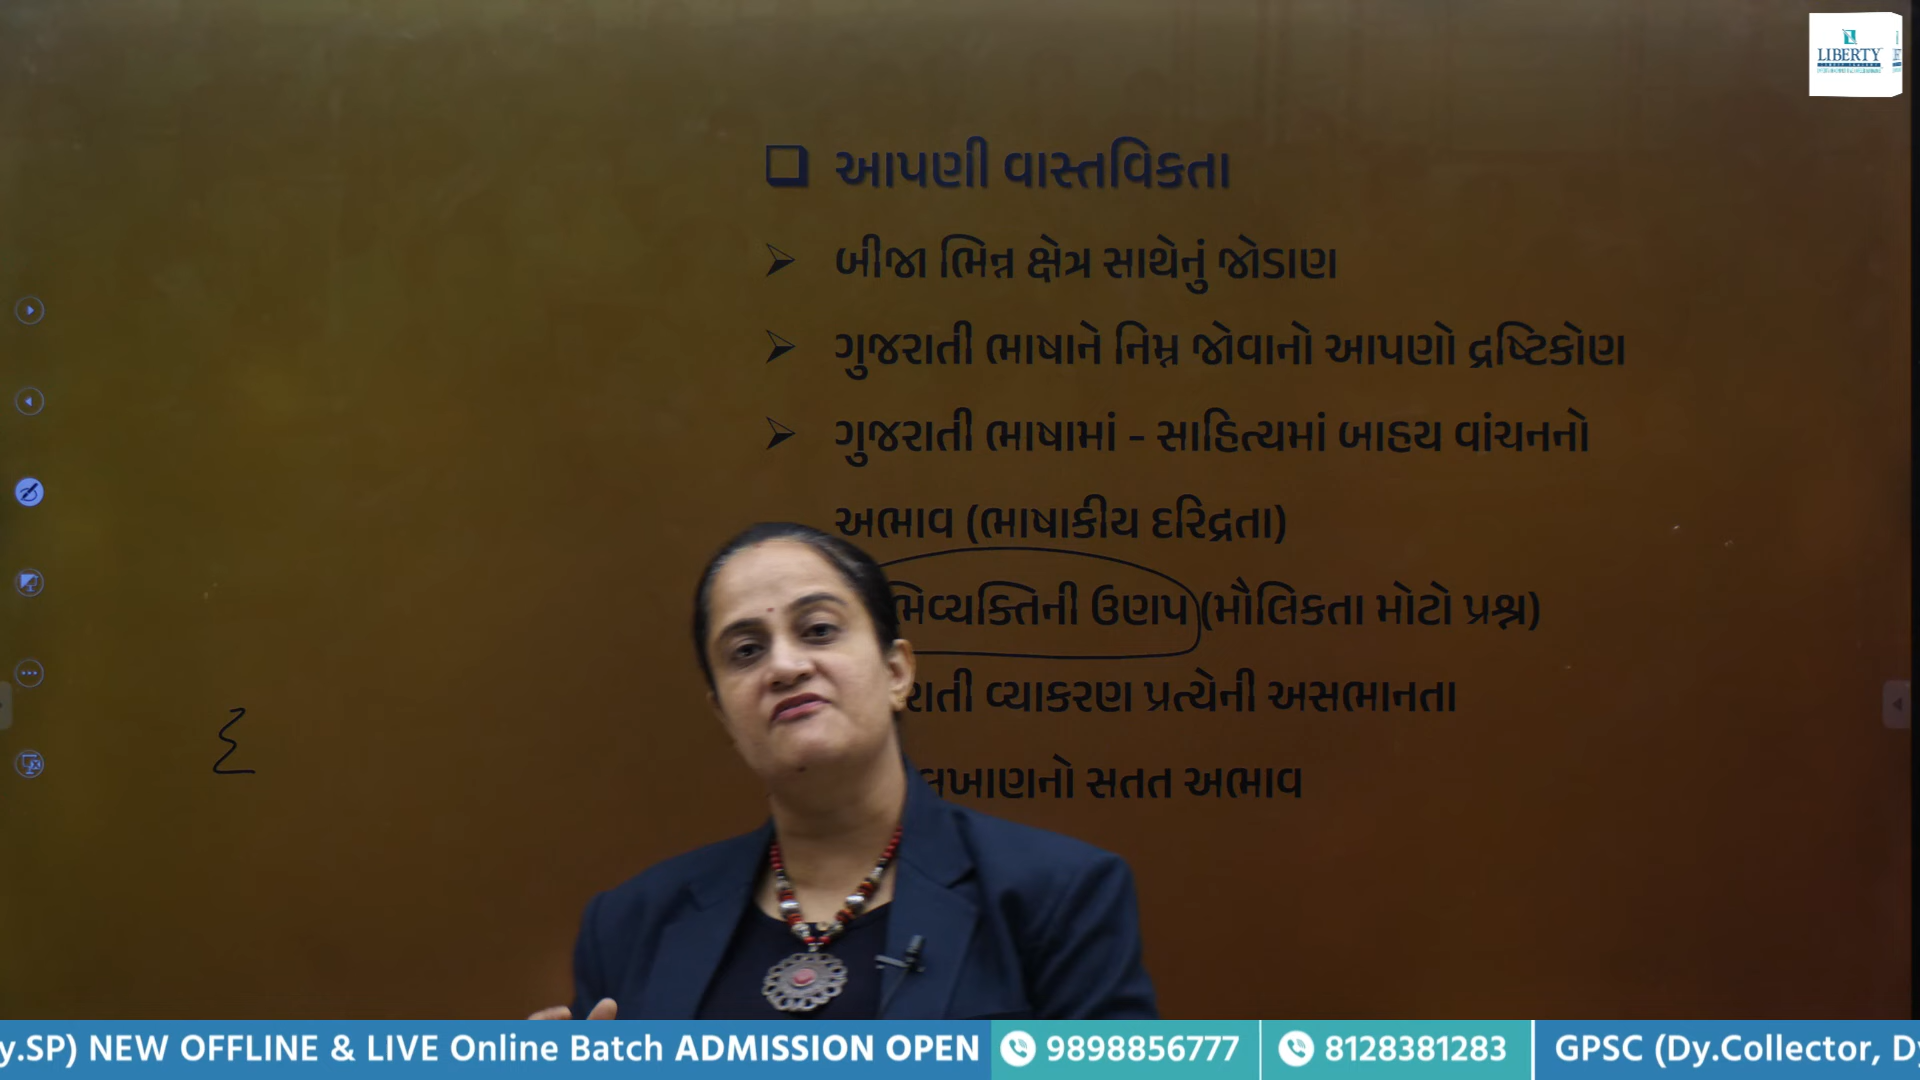 LIBERTY
❑ આપણી વાસ્તવિકતા
➢ બીજા ભિન્ન ક્ષેત્ર સાથેનું જોડાણ
➢ ગુજરાતી ભાષાને નિમ્ન જોવાનો આપણો દ્રષ્ટિકોણ
➢ ગુજરાતી ભાષામાં - સાહિત્યમાં બાહ્ય વાંચનનો
અભાવ (ભાષાકીય દરિદ્રતા)
ભિવ્યક્તિની ઉણપ (મૌલિકતા મોટો પ્રશ્ન)
રાતી વ્યાકરણ પ્રત્યેની અસભાનતા
લખાણનો સતત અભાવ
y.SP) NEW OFFLINE & LIVE Online Batch ADMISSION OPEN 9898856777 8128381283 GPSC (Dy.Collector, Dy